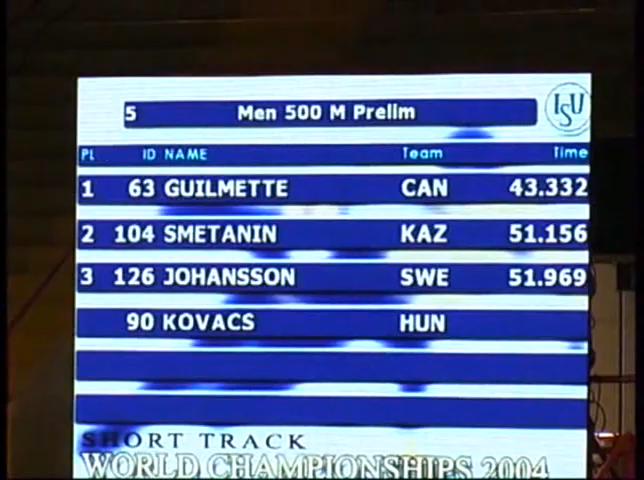 5 Men 500 M Prelim ISU
PL ID NAME Team Time
1 63 GUILMETTE CAN 43.332
2 104 SMETANIN KAZ 51.156
3 126 JOHANSSON SWE 51.969
90 KOVACS HUN
SHORT TRACK
WORLD CHAMPIONSHIPS 2004